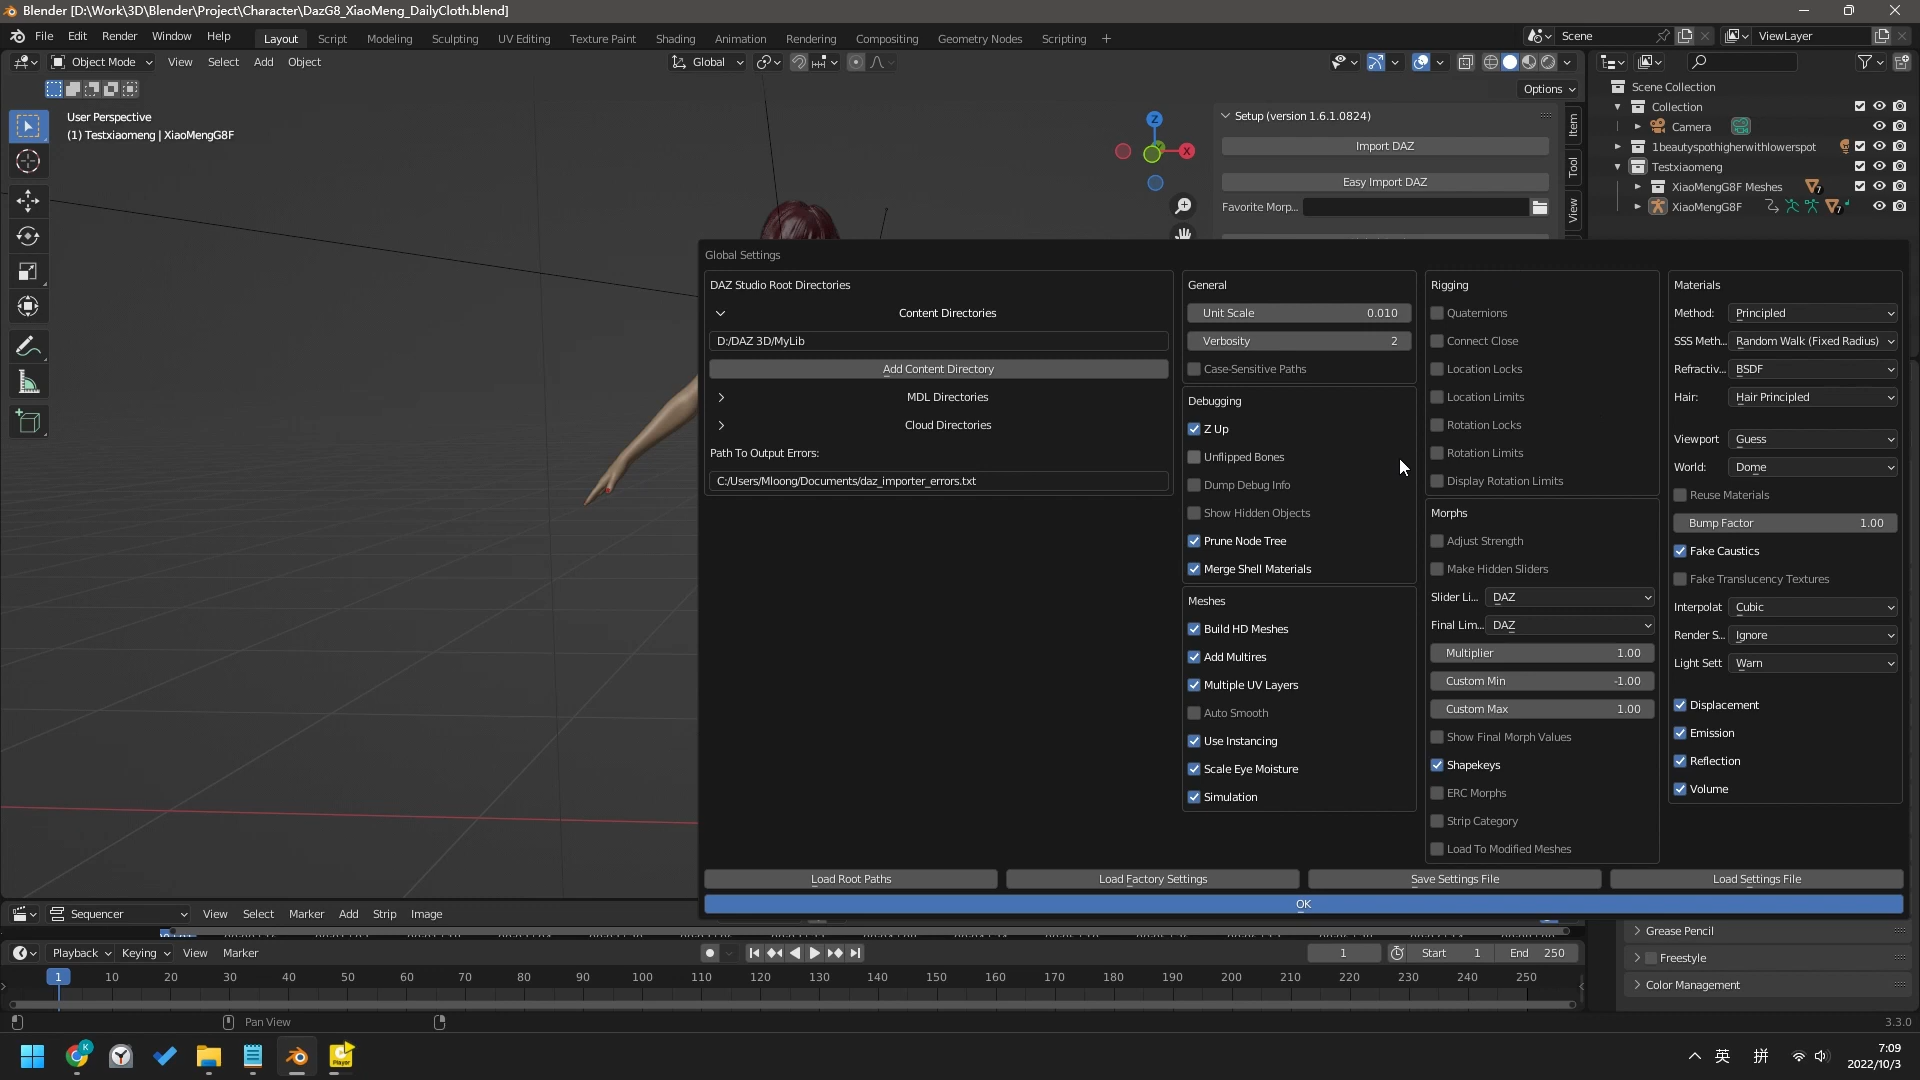 Blender [D:\Work\3D\Blender\Project\Character\DazG8_XiaoMeng_DailyCloth.blend]
File Edit Render Window Help Layout Script Modeling Sculpting UV Editing Texture Paint Shading Animation Rendering Compositing Geometry Nodes Scripting + Scene ViewLayer
Object Mode View Select Add Object Global
Options
User Perspective
(1) Testxiaomeng | XiaoMengG8F
Z
X
Setup (version 1.6.1.0824)
Import DAZ
Easy Import DAZ
Favorite Morp...
Item
Tool
View
Scene Collection
Collection
Camera
1beautyspothigherwithlowerspot
Testxiaomeng
XiaoMengG8F Meshes 7
XiaoMengG8F 7
Global Settings
DAZ Studio Root Directories
Content Directories
D:/DAZ 3D/MyLib
Add Content Directory
MDL Directories
Cloud Directories
Path To Output Errors:
C:/Users/Mloong/Documents/daz_importer_errors.txt
General
Unit Scale 0.010
Verbosity 2
Case-Sensitive Paths
Debugging
Z Up
Unflipped Bones
Dump Debug Info
Show Hidden Objects
Prune Node Tree
Merge Shell Materials
Meshes
Build HD Meshes
Add Multires
Multiple UV Layers
Auto Smooth
Use Instancing
Scale Eye Moisture
Simulation
Rigging
Quaternions
Connect Close
Location Locks
Location Limits
Rotation Locks
Rotation Limits
Display Rotation Limits
Morphs
Adjust Strength
Make Hidden Sliders
Slider Li... DAZ
Final Lim... DAZ
Multiplier 1.00
Custom Min -1.00
Custom Max 1.00
Show Final Morph Values
Shapekeys
ERC Morphs
Strip Category
Load To Modified Meshes
Materials
Method: Principled
SSS Meth... Random Walk (Fixed Radius)
Refractiv... BSDF
Hair: Hair Principled
Viewport Guess
World: Dome
Reuse Materials
Bump Factor 1.00
Fake Caustics
Fake Translucency Textures
Interpolat Cubic
Render S... Ignore
Light Sett Warn
Displacement
Emission
Reflection
Volume
Load Root Paths Load Factory Settings Save Settings File Load Settings File
OK
Sequencer View Select Marker Add Strip Image
Playback Keying View Marker 1 Start 1 End 250
1 10 20 30 40 50 60 70 80 90 100 110 120 130 140 150 160 170 180 190 200 210 220 230 240 250
Grease Pencil
Freestyle
Color Management
Pan View
3.3.0
K
Player
英 拼
7:09
2022/10/3